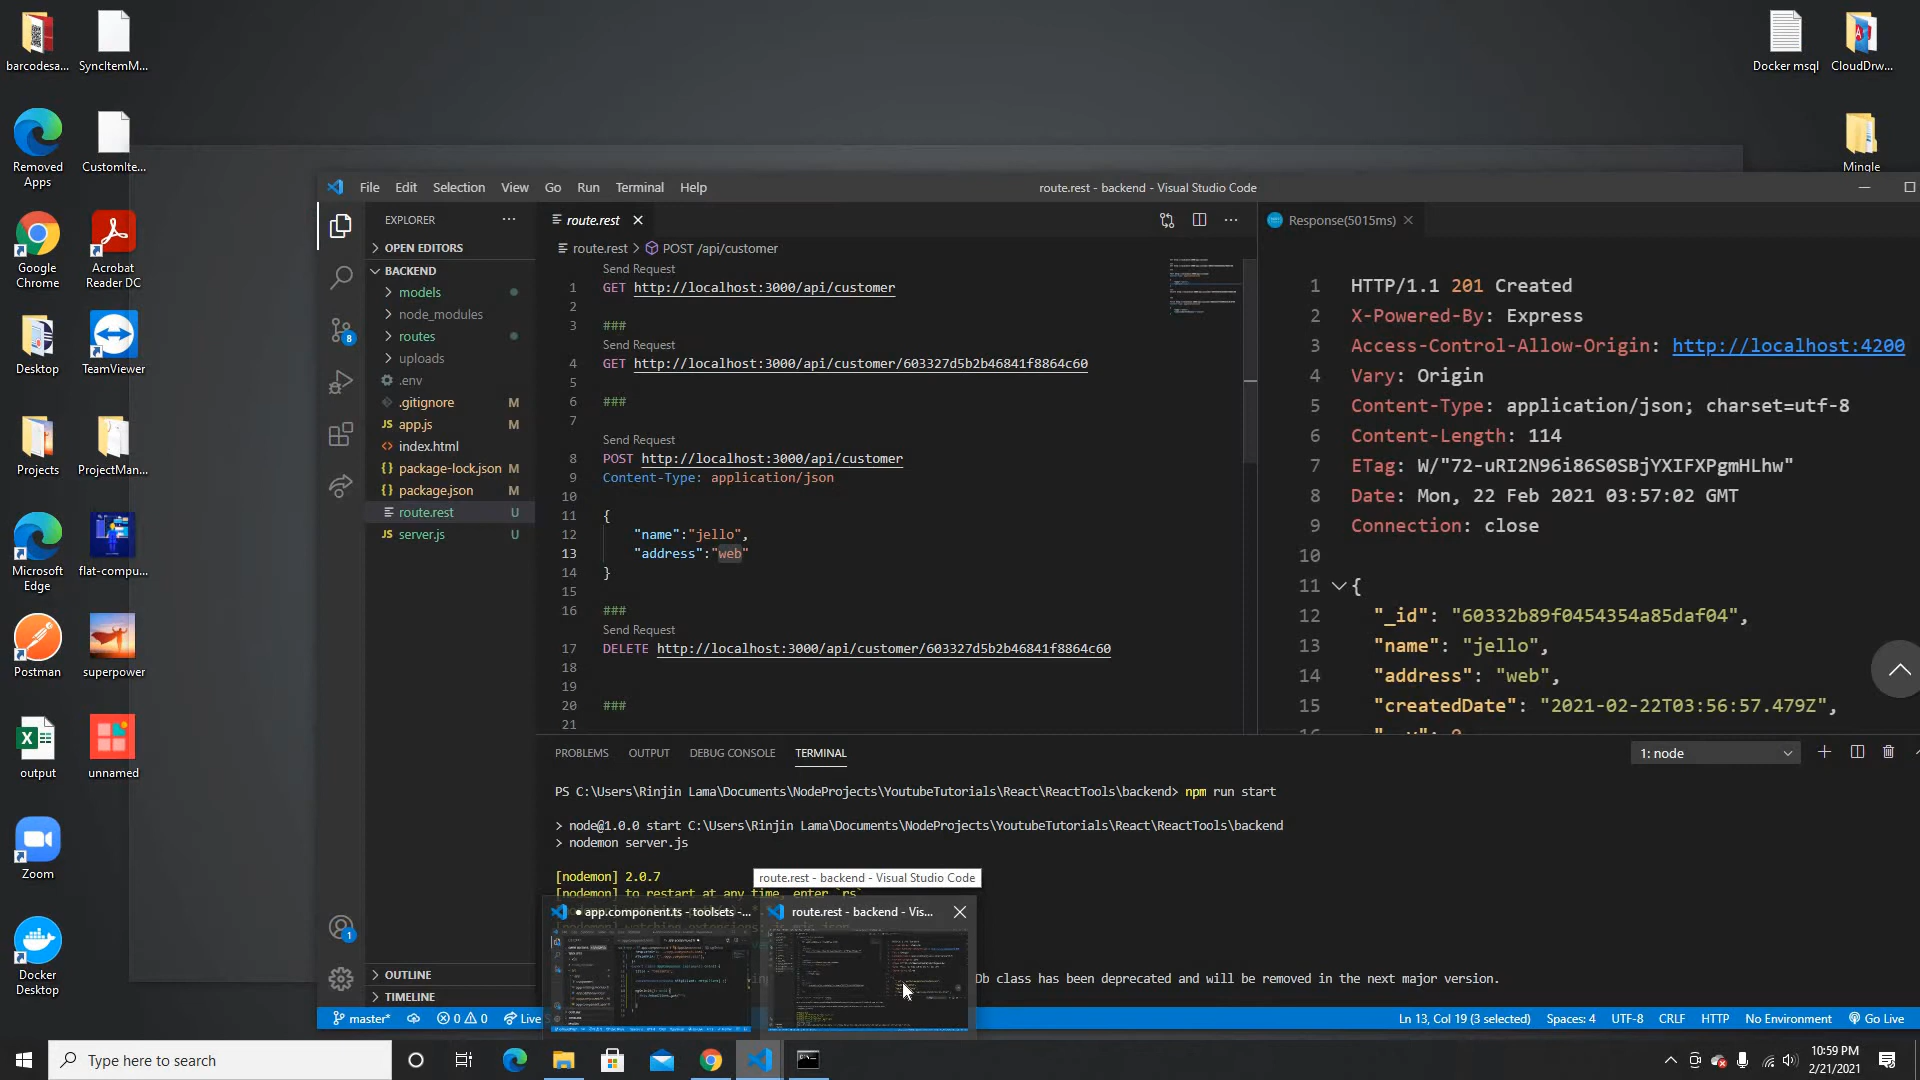 barcodesa...
SyncItemM...
Docker msql
CloudDrw...
Removed
Apps
CustomIte...
Mingle
File Edit Selection View Go Run Terminal Help
route.rest - backend - Visual Studio Code
Google
Chrome
Acrobat
Reader DC
Desktop
TeamViewer
Projects
ProjectMan...
Microsoft
Edge
flat-compu...
Postman
superpower
output
unnamed
Zoom
Docker
Desktop
EXPLORER
OPEN EDITORS
BACKEND
models
node_modules
routes
uploads
.env
.gitignore M
JS app.js M
<> index.html
{} package-lock.json M
{} package.json M
route.rest U
JS server.js U
OUTLINE
TIMELINE
8
1
route.rest
route.rest > POST /api/customer
Send Request
1 GET http://localhost:3000/api/customer
2
3 ###
Send Request
4 GET http://localhost:3000/api/customer/603327d5b2b46841f8864c60
5
6 ###
7
Send Request
8 POST http://localhost:3000/api/customer
9 Content-Type: application/json
10
11 {
12 "name":"jello",
13 "address":"web"
14 }
15
16 ###
Send Request
17 DELETE http://localhost:3000/api/customer/603327d5b2b46841f8864c60
18
19
20 ###
21
Response(5015ms)
1 HTTP/1.1 201 Created
2 X-Powered-By: Express
3 Access-Control-Allow-Origin: http://localhost:4200
4 Vary: Origin
5 Content-Type: application/json; charset=utf-8
6 Content-Length: 114
7 ETag: W/"72-uRI2N96i86S0SBjYXIFXPgmHLhw"
8 Date: Mon, 22 Feb 2021 03:57:02 GMT
9 Connection: close
10
11 {
12 "_id": "60332b89f0454354a85daf04",
13 "name": "jello",
14 "address": "web",
15 "createdDate": "2021-02-22T03:56:57.479Z",
PROBLEMS OUTPUT DEBUG CONSOLE TERMINAL
1: node
PS C:\Users\Rinjin Lama\Documents\NodeProjects\YoutubeTutorials\React\ReactTools\backend> npm run start
> node@1.0.0 start C:\Users\Rinjin Lama\Documents\NodeProjects\YoutubeTutorials\React\ReactTools\backend
> nodemon server.js
[nodemon] 2.0.7
[nodemon] to restart at any time, enter `rs`
route.rest - backend - Visual Studio Code
app.component.ts - toolsets -...
route.rest - backend - Vis...
Db class has been deprecated and will be removed in the next major version.
master* 0 0 Live S
Ln 13, Col 19 (3 selected) Spaces: 4 UTF-8 CRLF HTTP No Environment Go Live
Type here to search
10:59 PM
2/21/2021